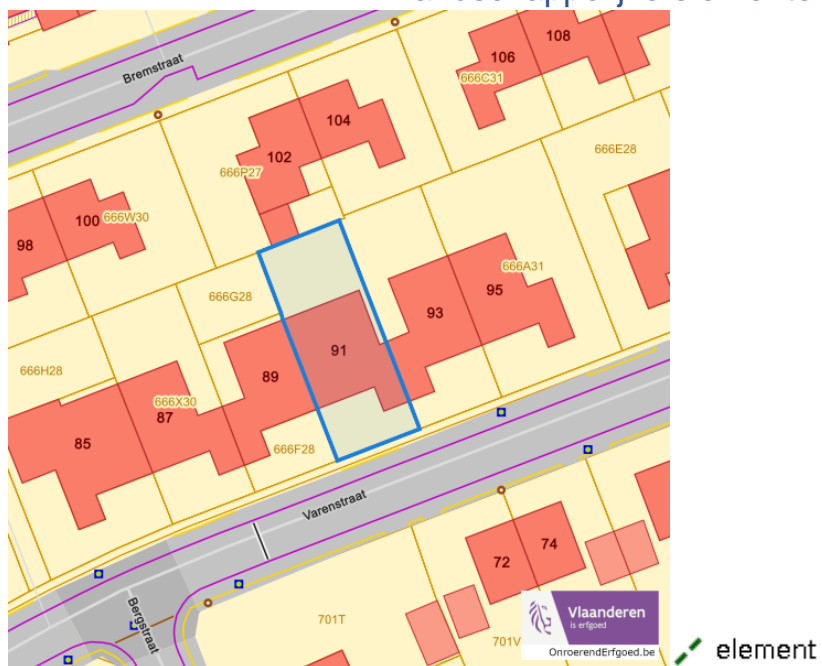 Bremstraat
106
108
666C31
102
104
666P27
666E28
98
100
666W30
666A31
666G28
93
95
91
89
666H28
666X30
87
85
666F28
Varenstraat
72
74
Bergstraat
701T
701V
Vlaanderen
is erfgoed
OnroerendErfgoed.be
element